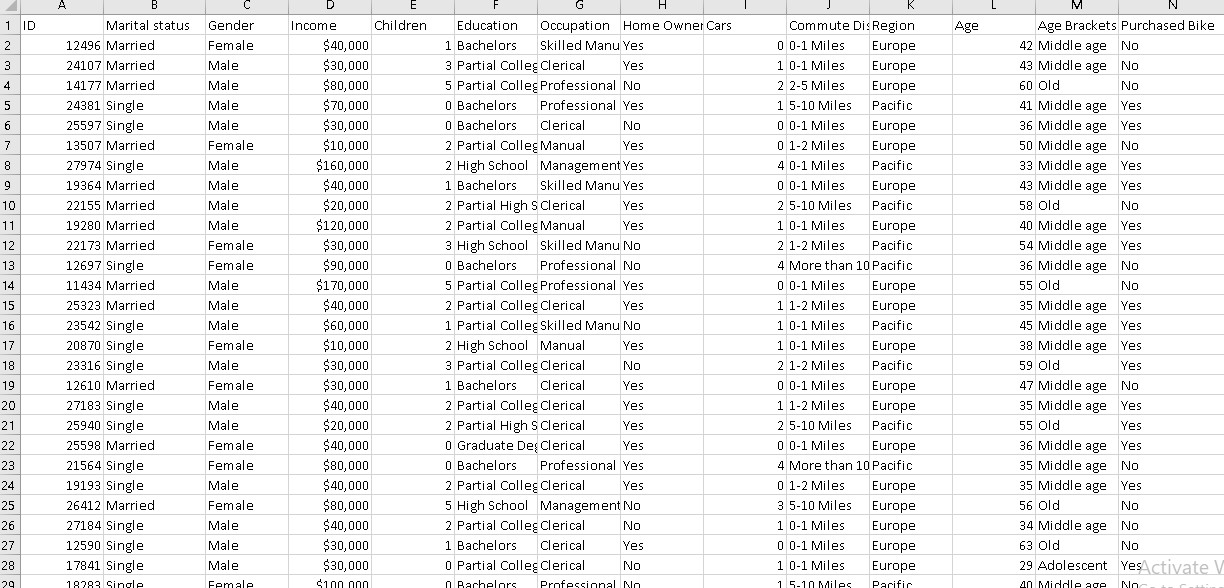 A B C D E F G H I J K L M N
1 ID Marital status Gender Income Children Education Occupation Home Owner Cars Commute Dis Region Age Age Brackets Purchased Bike
2 12496 Married Female $40,000 1 Bachelors Skilled Manu Yes 0 0-1 Miles Europe 42 Middle age No
3 24107 Married Male $30,000 3 Partial Colleg Clerical Yes 1 0-1 Miles Europe 43 Middle age No
4 14177 Married Male $80,000 5 Partial Colleg Professional No 2 2-5 Miles Europe 60 Old No
5 24381 Single Male $70,000 0 Bachelors Professional Yes 1 5-10 Miles Pacific 41 Middle age Yes
6 25597 Single Male $30,000 0 Bachelors Clerical No 0 0-1 Miles Europe 36 Middle age Yes
7 13507 Married Female $10,000 2 Partial Colleg Manual Yes 0 1-2 Miles Europe 50 Middle age No
8 27974 Single Male $160,000 2 High School Management Yes 4 0-1 Miles Pacific 33 Middle age Yes
9 19364 Married Male $40,000 1 Bachelors Skilled Manu Yes 0 0-1 Miles Europe 43 Middle age Yes
10 22155 Married Male $20,000 2 Partial High S Clerical Yes 2 5-10 Miles Pacific 58 Old No
11 19280 Married Male $120,000 2 Partial Colleg Manual Yes 1 0-1 Miles Europe 40 Middle age Yes
12 22173 Married Female $30,000 3 High School Skilled Manu No 2 1-2 Miles Pacific 54 Middle age Yes
13 12697 Single Female $90,000 0 Bachelors Professional No 4 More than 10 Pacific 36 Middle age No
14 11434 Married Male $170,000 5 Partial Colleg Professional Yes 0 0-1 Miles Europe 55 Old No
15 25323 Married Male $40,000 2 Partial Colleg Clerical Yes 1 1-2 Miles Europe 35 Middle age Yes
16 23542 Single Male $60,000 1 Partial Colleg Skilled Manu No 1 0-1 Miles Pacific 45 Middle age Yes
17 20870 Single Female $10,000 2 High School Manual Yes 1 0-1 Miles Europe 38 Middle age Yes
18 23316 Single Male $30,000 3 Partial Colleg Clerical No 2 1-2 Miles Pacific 59 Old Yes
19 12610 Married Female $30,000 1 Bachelors Clerical Yes 0 0-1 Miles Europe 47 Middle age No
20 27183 Single Male $40,000 2 Partial Colleg Clerical Yes 1 1-2 Miles Europe 35 Middle age Yes
21 25940 Single Male $20,000 2 Partial High S Clerical Yes 2 5-10 Miles Pacific 55 Old Yes
22 25598 Married Female $40,000 0 Graduate Deg Clerical Yes 0 0-1 Miles Europe 36 Middle age Yes
23 21564 Single Female $80,000 0 Bachelors Professional Yes 4 More than 10 Pacific 35 Middle age No
24 19193 Single Male $40,000 2 Partial Colleg Clerical Yes 0 1-2 Miles Europe 35 Middle age Yes
25 26412 Married Female $80,000 5 High School Management No 3 5-10 Miles Europe 56 Old No
26 27184 Single Male $40,000 2 Partial Colleg Clerical No 1 0-1 Miles Europe 34 Middle age No
27 12590 Single Male $30,000 1 Bachelors Clerical Yes 0 0-1 Miles Europe 63 Old No
28 17841 Single Male $30,000 0 Partial Colleg Clerical No 1 0-1 Miles Europe 29 Adolescent Yes
Activate W
29 18283 Single Female $100,000 0 Bachelors Professional No 1 5-10 Miles Pacific 40 Middle age No